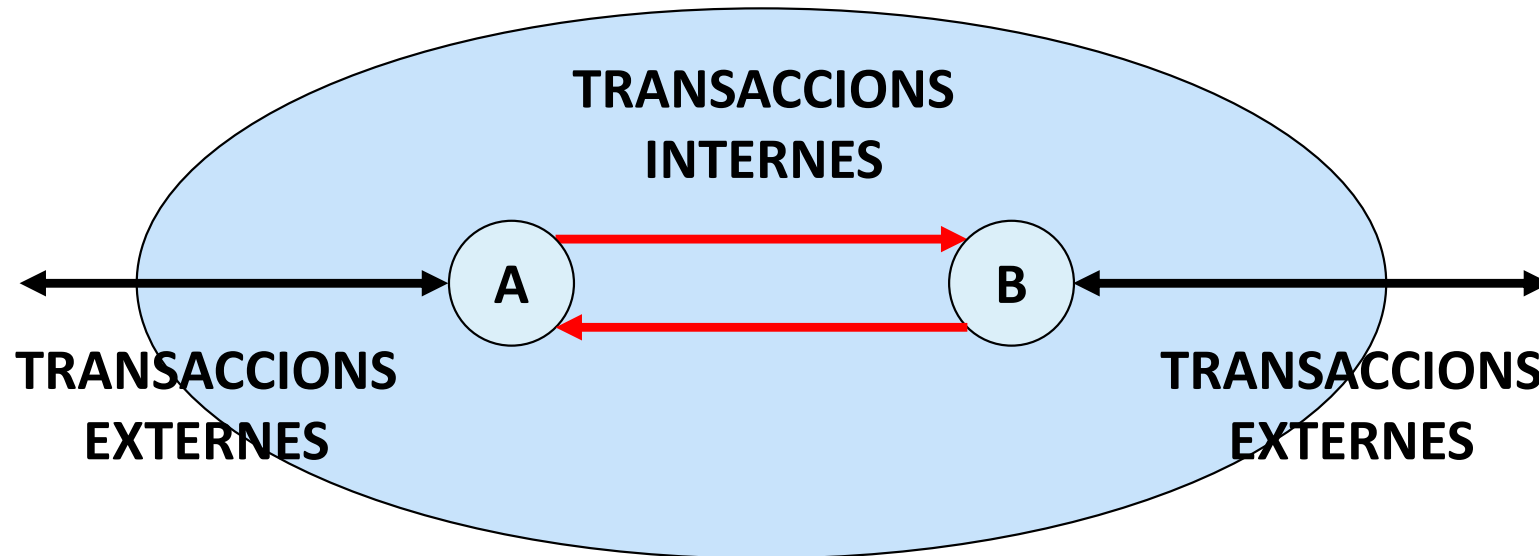 TRANSACCIONS
INTERNES
A
B
TRANSACCIONS
EXTERNES
TRANSACCIONS
EXTERNES